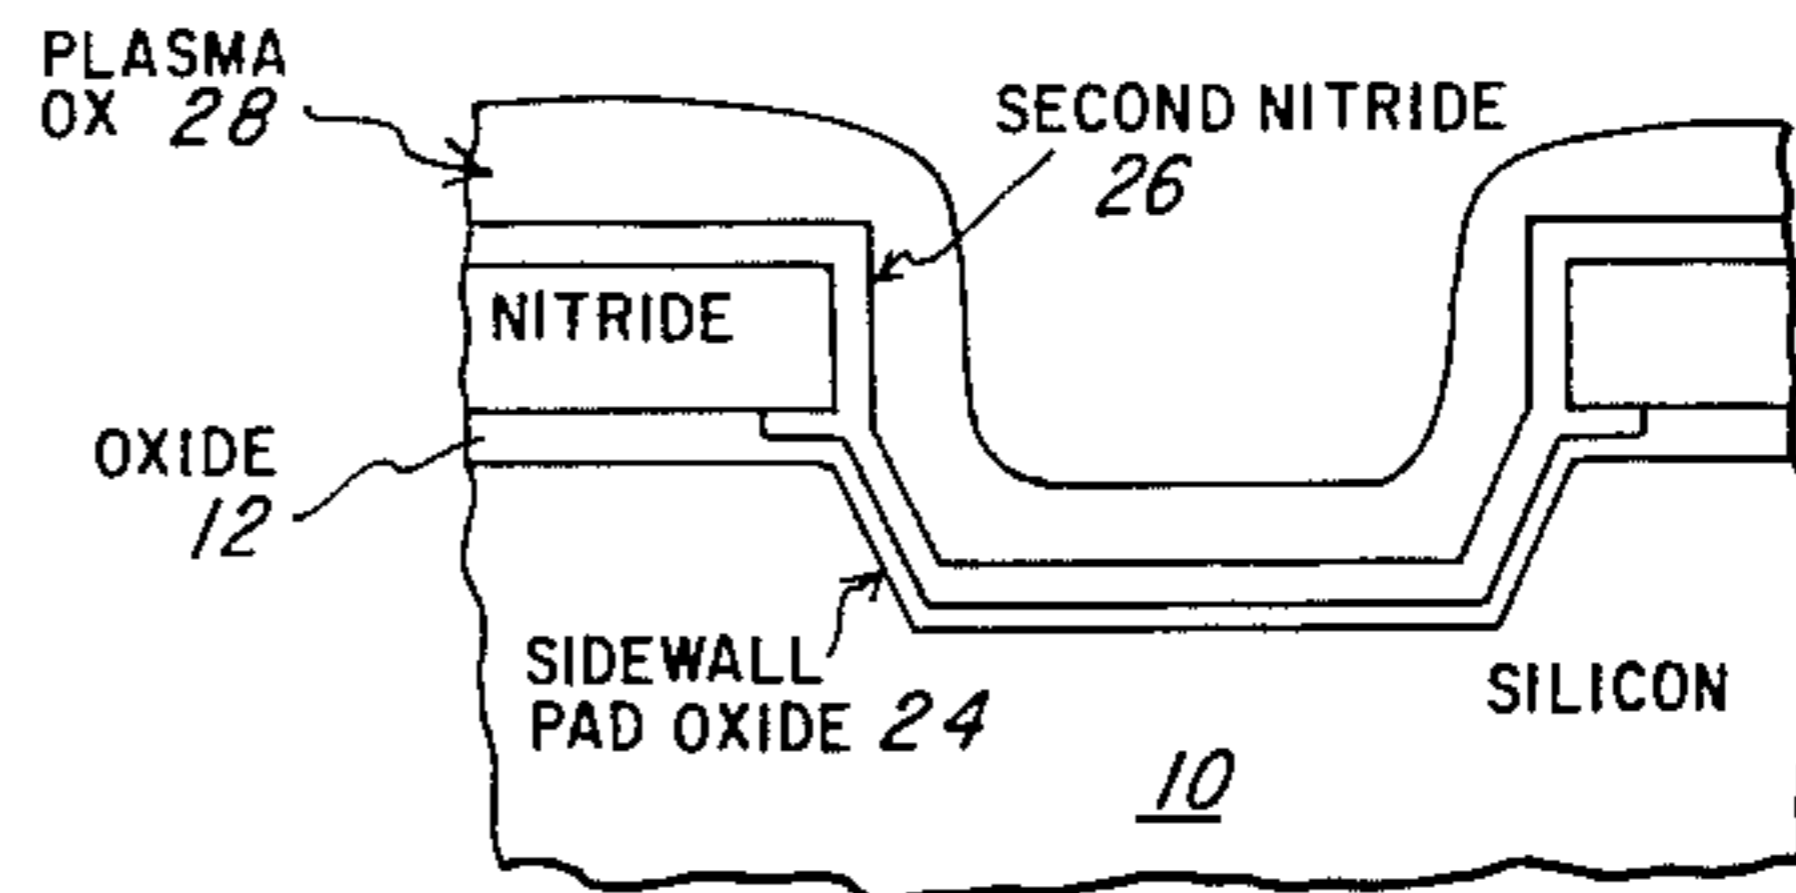 PLASMA
OX 28
SECOND NITRIDE
26
NITRIDE
OXIDE
12
SIDEWALL
PAD OXIDE 24
SILICON
10